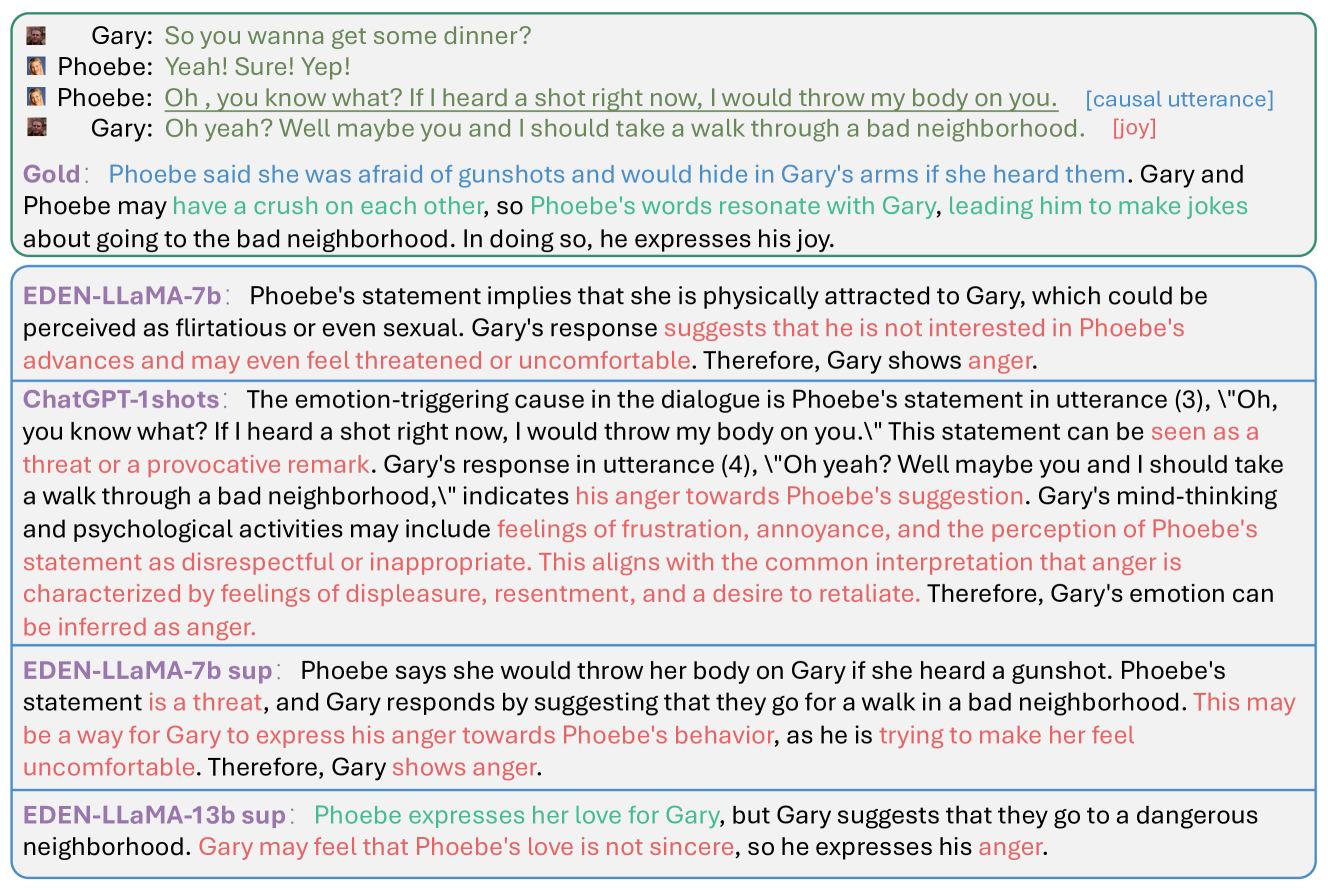 Gary: So you wanna get some dinner?
Phoebe: Yeah! Sure! Yep!
Phoebe: Oh , you know what? If I heard a shot right now, I would throw my body on you. [causal utterance]
Gary: Oh yeah? Well maybe you and I should take a walk through a bad neighborhood. [joy]
Gold: Phoebe said she was afraid of gunshots and would hide in Gary's arms if she heard them. Gary and
Phoebe may have a crush on each other, so Phoebe's words resonate with Gary, leading him to make jokes
about going to the bad neighborhood. In doing so, he expresses his joy.
EDEN-LLaMA-7b: Phoebe's statement implies that she is physically attracted to Gary, which could be
perceived as flirtatious or even sexual. Gary's response suggests that he is not interested in Phoebe's
advances and may even feel threatened or uncomfortable. Therefore, Gary shows anger.
ChatGPT-1shots: The emotion-triggering cause in the dialogue is Phoebe's statement in utterance (3), \"Oh,
you know what? If I heard a shot right now, I would throw my body on you.\" This statement can be seen as a
threat or a provocative remark. Gary's response in utterance (4), \"Oh yeah? Well maybe you and I should take
a walk through a bad neighborhood,\" indicates his anger towards Phoebe's suggestion. Gary's mind-thinking
and psychological activities may include feelings of frustration, annoyance, and the perception of Phoebe's
statement as disrespectful or inappropriate. This aligns with the common interpretation that anger is
characterized by feelings of displeasure, resentment, and a desire to retaliate. Therefore, Gary's emotion can
be inferred as anger.
EDEN-LLaMA-7b sup: Phoebe says she would throw her body on Gary if she heard a gunshot. Phoebe's
statement is a threat, and Gary responds by suggesting that they go for a walk in a bad neighborhood. This may
be a way for Gary to express his anger towards Phoebe's behavior, as he is trying to make her feel
uncomfortable. Therefore, Gary shows anger.
EDEN-LLaMA-13b sup: Phoebe expresses her love for Gary, but Gary suggests that they go to a dangerous
neighborhood. Gary may feel that Phoebe's love is not sincere, so he expresses his anger.